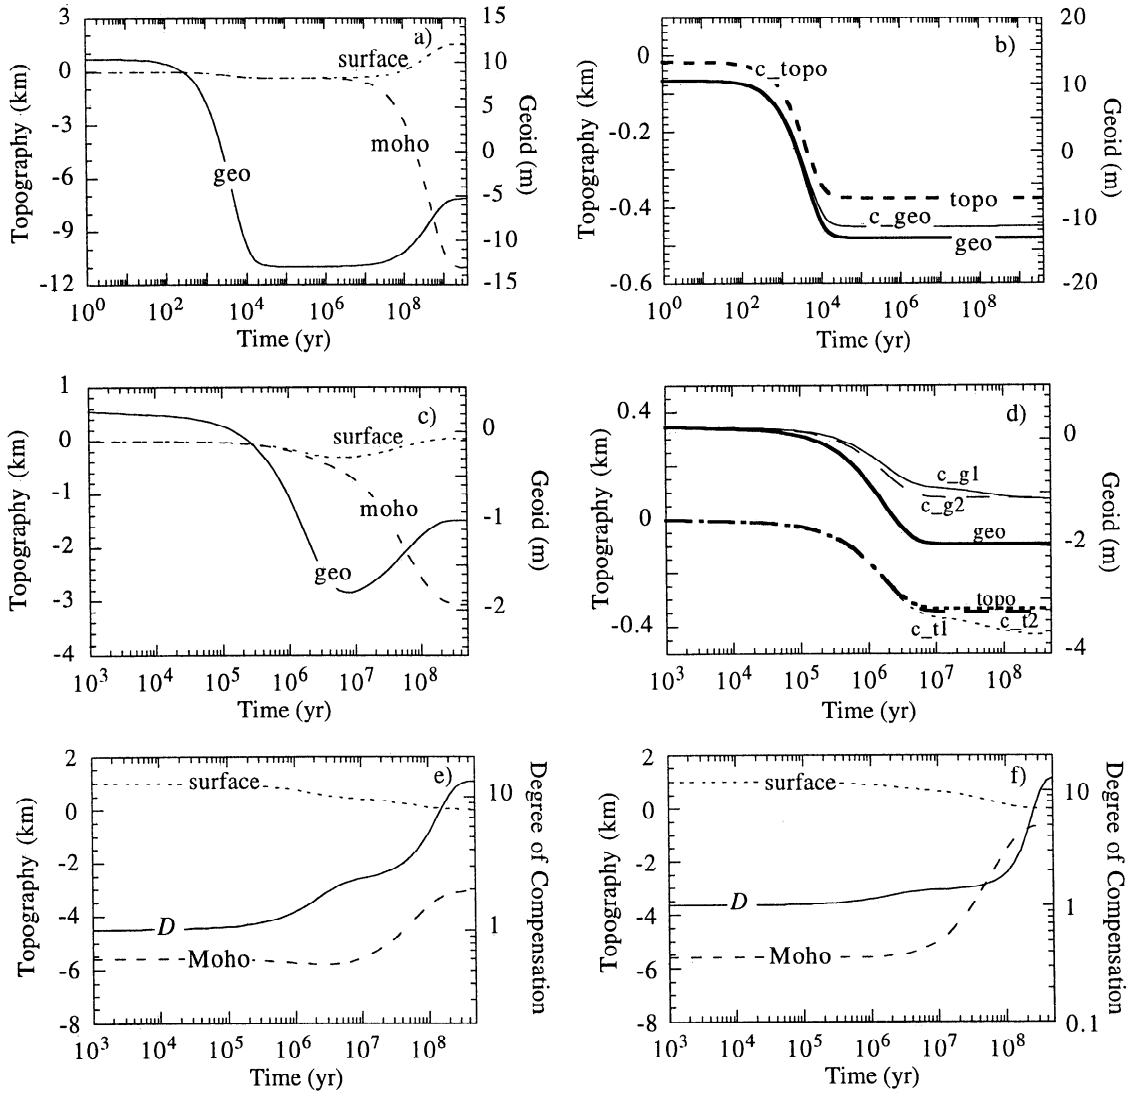 a)
3
0
-3
-6
-9
-12
Topography (km)
15
10
5
0
-5
-10
-15
Geoid (m)
surface
moho
geo
10^0 10^2 10^4 10^6 10^8
Time (yr)
b)
0
-0.2
-0.4
-0.6
Topography (km)
20
10
0
-10
-20
Geoid (m)
c_topo
topo
c_geo
geo
10^0 10^2 10^4 10^6 10^8
Timc (yr)
c)
1
0
-1
-2
-3
-4
Topography (km)
0
-1
-2
Geoid (m)
surface
moho
geo
10^3 10^4 10^5 10^6 10^7 10^8
Time (yr)
d)
0.4
0
-0.4
Topography (km)
0
-2
-4
Geoid (m)
c_g1
c_g2
geo
topo
c_t1
c_t2
10^3 10^4 10^5 10^6 10^7 10^8
Time (yr)
e)
2
0
-2
-4
-6
-8
Topography (km)
10
1
Degree of Compensation
surface
D
Moho
10^3 10^4 10^5 10^6 10^7 10^8
Time (yr)
f)
2
0
-2
-4
-6
-8
Topography (km)
10
1
0.1
Degree of Compensation
surface
D
Moho
10^3 10^4 10^5 10^6 10^7 10^8
Time (yr)